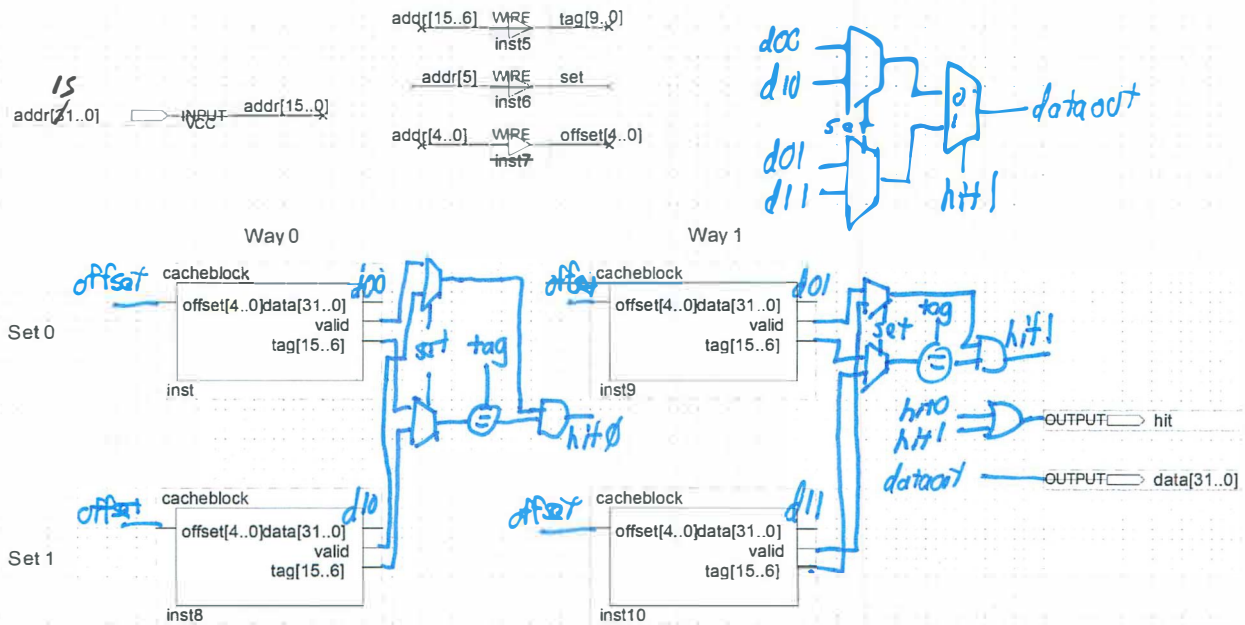 addr[15..6] WIRE tag[9..0]
inst5
addr[5] WIRE set
inst6
addr[4..0] WIRE offset[4..0]
inst7
15
addr[31..0] INPUT addr[15..0]
VCC
d00
d10
set
d01
d11
0
1
dataout
hit1
Way 0
Way 1
Set 0
offset
cacheblock
d00
offset[4..0]data[31..0]
valid
tag[15..6]
inst
set
tag
=
hit0
offset
cacheblock
d01
offset[4..0]data[31..0]
valid
tag[15..6]
inst9
tag
set
=
hit1
hit0
hit1
OUTPUT hit
dataout
OUTPUT data[31..0]
Set 1
offset
cacheblock
d10
offset[4..0]data[31..0]
valid
tag[15..6]
inst8
offset
cacheblock
d11
offset[4..0]data[31..0]
valid
tag[15..6]
inst10